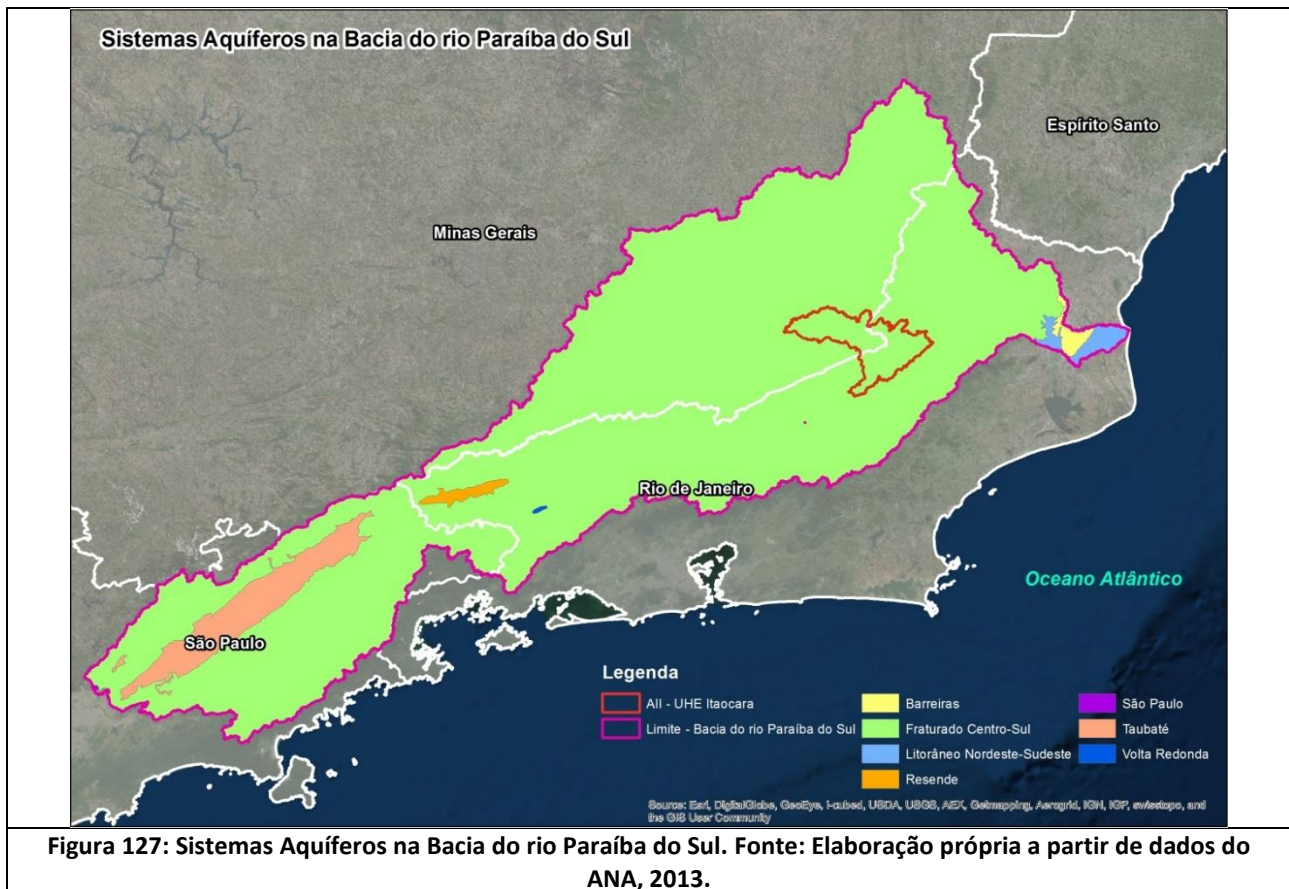 Sistemas Aquíferos na Bacia do rio Paraíba do Sul
Espírito Santo
Minas Gerais
Rio de Janeiro
Oceano Atlântico
São Paulo
Legenda
AII - UHE Itaocara
Limite - Bacia do rio Paraíba do Sul
Barreiras
Fraturado Centro-Sul
Litorâneo Nordeste-Sudeste
Resende
São Paulo
Taubaté
Volta Redonda
Source: Esri, DigitalGlobe, GeoEye, i-cubed, USDA, USGS, AEX, Getmapping, Aerogrid, IGN, IGP, swisstopo, and
the GIS User Community
Figura 127: Sistemas Aquíferos na Bacia do rio Paraíba do Sul. Fonte: Elaboração própria a partir de dados do
ANA, 2013.